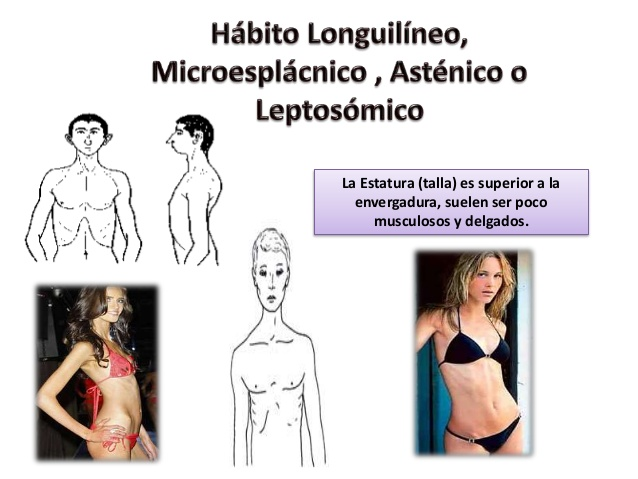 Hábito Longuilíneo,
Microesplácnico , Asténico o
Leptosómico
La Estatura (talla) es superior a la
envergadura, suelen ser poco
musculosos y delgados.